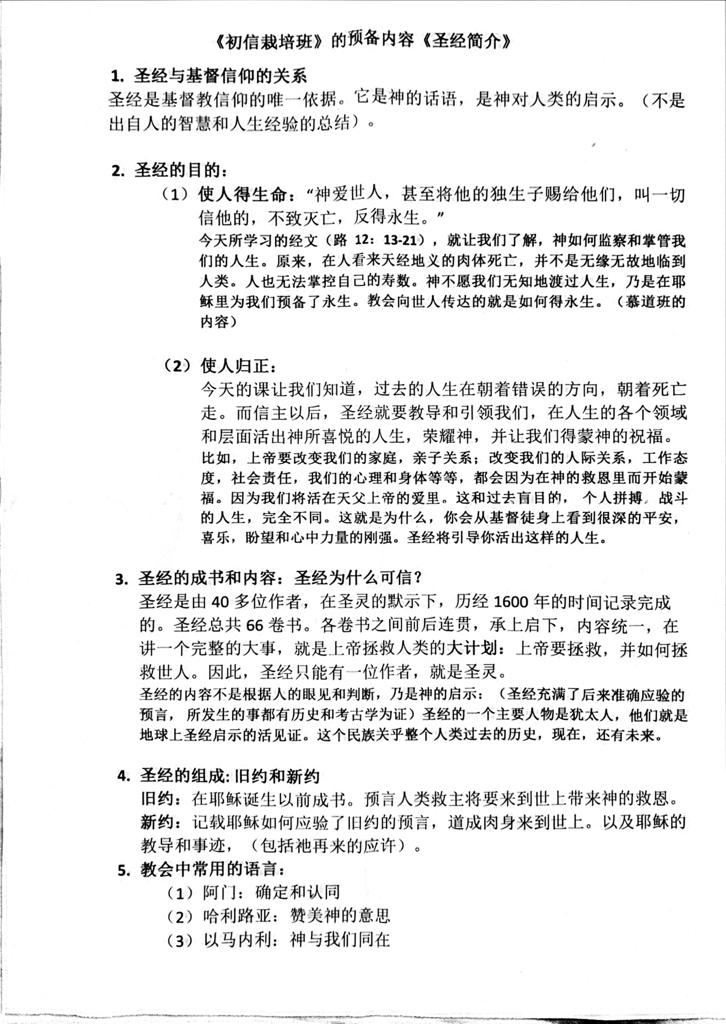 《初信栽培班》的预备内容《圣经简介》
1. 圣经与基督信仰的关系
圣经是基督教信仰的唯一依据。它是神的话语，是神对人类的启示。（不是
出自人的智慧和人生经验的总结）。
2. 圣经的目的：
（1）使人得生命：“神爱世人，甚至将他的独生子赐给他们，叫一切
信他的，不致灭亡，反得永生。”
今天所学习的经文（路 12：13-21），就让我们了解，神如何监察和掌管我
们的人生。原来，在人看来天经地义的肉体死亡，并不是无缘无故地临到
人类。人也无法掌控自己的寿数。神不愿我们无知地渡过人生，乃是在耶
稣里为我们预备了永生。教会向世人传达的就是如何得永生。（慕道班的
内容）
（2）使人归正：
今天的课让我们知道，过去的人生在朝着错误的方向，朝着死亡
走。而信主以后，圣经就要教导和引领我们，在人生的各个领域
和层面活出神所喜悦的人生，荣耀神，并让我们得蒙神的祝福。
比如，上帝要改变我们的家庭，亲子关系；改变我们的人际关系，工作态
度，社会责任，我们的心理和身体等等，都会因为在神的救恩里而开始蒙
福。因为我们将活在天父上帝的爱里。这和过去盲目的， 个人拼搏，战斗
的人生，完全不同。这就是为什么，你会从基督徒身上看到很深的平安，
喜乐，盼望和心中力量的刚强。圣经将引导你活出这样的人生。
3. 圣经的成书和内容：圣经为什么可信？
圣经是由 40 多位作者，在圣灵的默示下，历经 1600 年的时间记录完成
的。圣经总共 66 卷书。各卷书之间前后连贯，承上启下，内容统一，在
讲一个完整的大事，就是上帝拯救人类的大计划：上帝要拯救，并如何拯
救世人。因此，圣经只能有一位作者，就是圣灵。
圣经的内容不是根据人的眼见和判断，乃是神的启示：（圣经充满了后来准确应验的
预言， 所发生的事都有历史和考古学为证）圣经的一个主要人物是犹太人，他们就是
地球上圣经启示的活见证。这个民族关乎整个人类过去的历史，现在，还有未来。
4. 圣经的组成: 旧约和新约
旧约：在耶稣诞生以前成书。预言人类救主将要来到世上带来神的救恩。
新约：记载耶稣如何应验了旧约的预言，道成肉身来到世上。以及耶稣的
教导和事迹，（包括祂再来的应许）。
5. 教会中常用的语言：
（1）阿门：确定和认同
（2）哈利路亚：赞美神的意思
（3）以马内利：神与我们同在